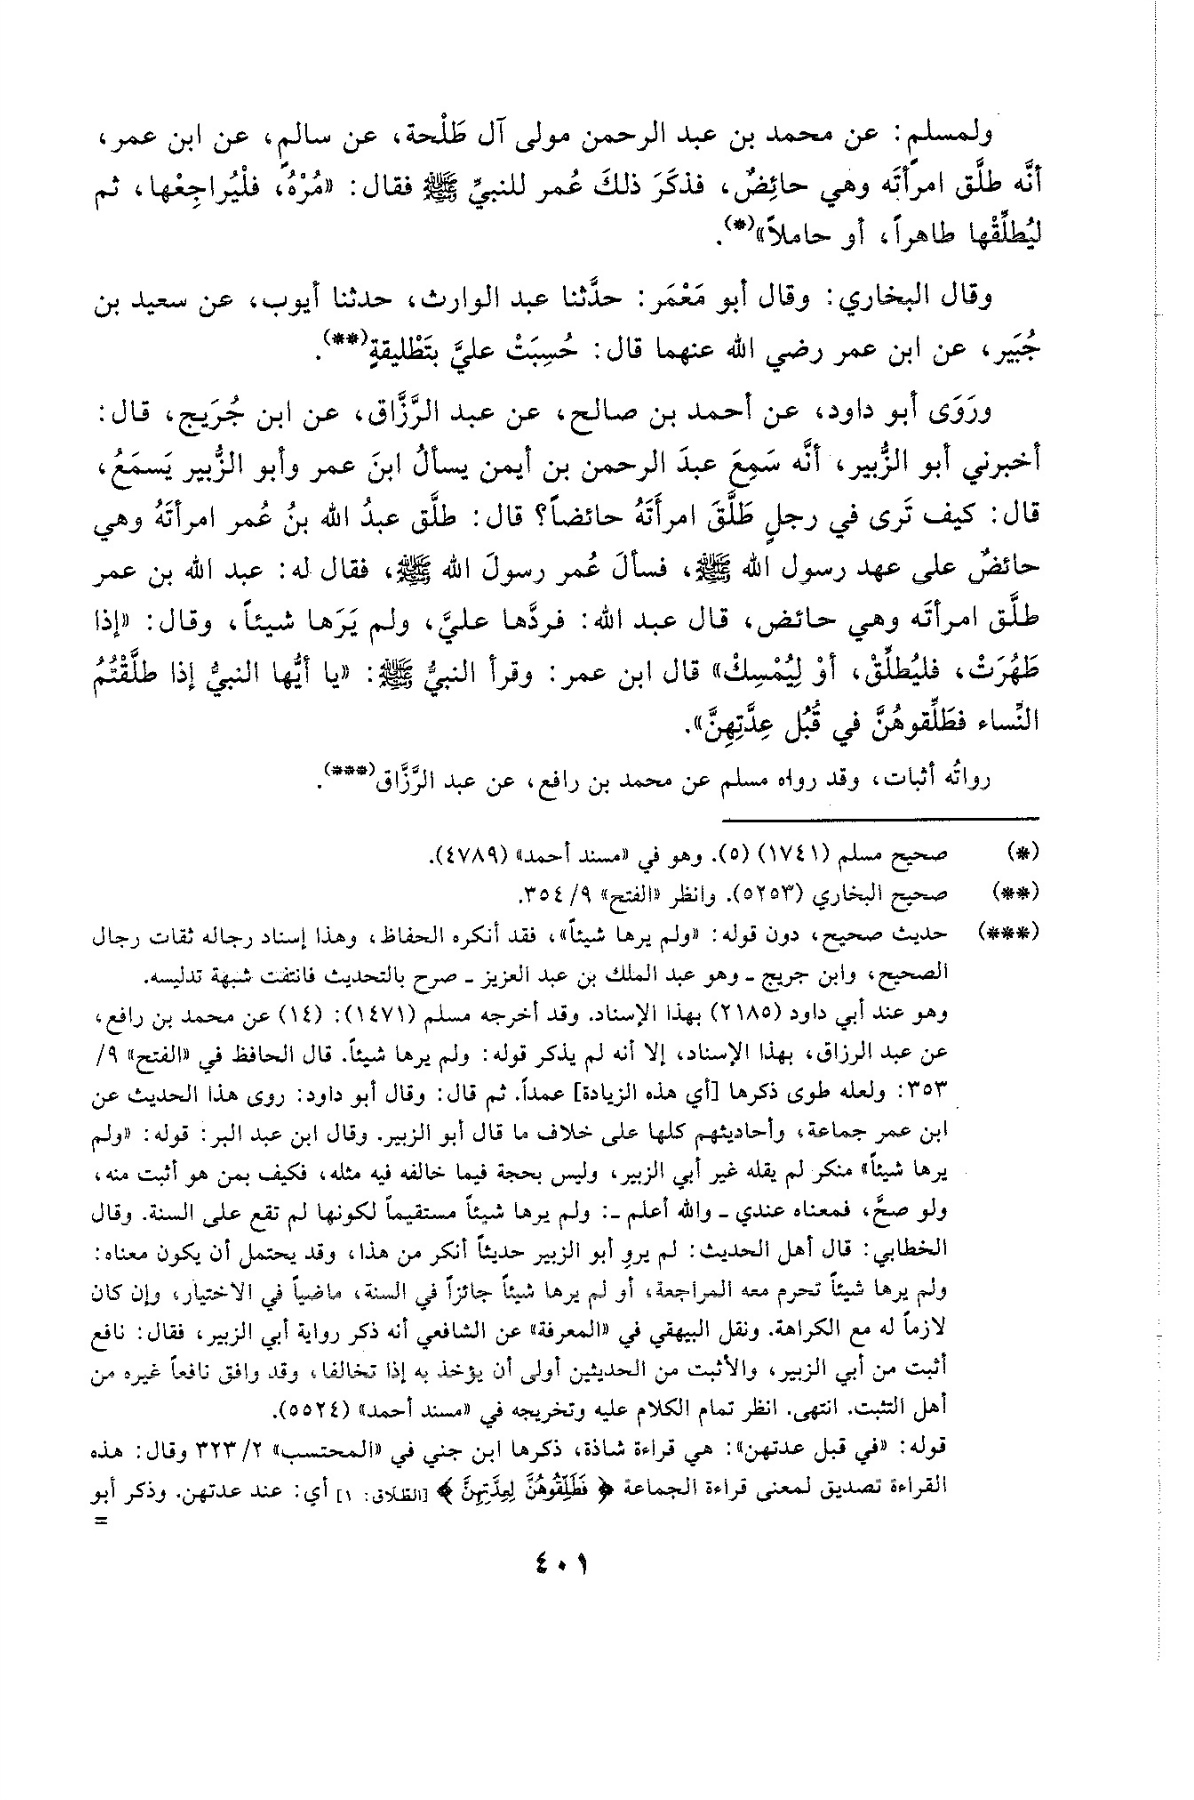 ولمسلمٍ: عن محمد بن عبد الرحمن مولى آل طَلْحة، عن سالمٍ، عن ابن عمر،
أنَّه طلَّق امرأتَه وهي حائِضٌ، فذكَرَ ذلكَ عُمر للنبيِّ ﷺ فقال: «مُرْهُ، فلْيُراجِعْها، ثم
ليُطلِّقْها طاهراً، أو حاملاً»(*).
وقال البخاري: وقال أبو مَعْمَر: حدَّثنا عبد الوارث، حدثنا أيوب، عن سعيد بن
جُبَير، عن ابن عمر رضي الله عنهما قال: حُسِبَتْ عليَّ بتَطْليقةٍ(**).
ورَوَى أبو داود، عن أحمد بن صالح، عن عبد الرَّزَّاق، عن ابن جُرَيج، قال:
أخبرني أبو الزُّبير، أنَّه سَمِعَ عبدَ الرحمن بن أيمن يسألُ ابنَ عمر وأبو الزُّبير يَسمَعُ،
قال: كيف تَرى في رجلٍ طَلَّقَ امرأَتَهُ حائضاً؟ قال: طلَّق عبدُ الله بنُ عُمر امرأتَهُ وهي
حائضٌ على عهد رسول الله ﷺ، فسألَ عُمر رسولَ الله ﷺ، فقال له: عبد الله بن عمر
طلَّق امرأتَه وهي حائض، قال عبد الله: فردَّها عليَّ، ولم يَرَها شيئاً، وقال: «إذا
طَهُرَتْ، فليُطلِّقْ، أوْ لِيُمْسِكْ» قال ابن عمر: وقرأ النبيُّ ﷺ: «يا أيُّها النبيُّ إذا طلَّقْتُمُ
النِّساء فطَلِّقوهُنَّ في قُبُل عِدَّتِهِنَّ».
رواتُه أثبات، وقد رواه مسلم عن محمد بن رافع، عن عبد الرَّزَّاق(***).
(*) صحيح مسلم (١٧٤١) (٥). وهو في «مسند أحمد» (٤٧٨٩).
(**) صحيح البخاري (٥٢٥٣). وانظر «الفتح» ٩/ ٣٥٤.
(***) حديث صحيح، دون قوله: «ولم يرها شيئاً»، فقد أنكره الحفاظ، وهذا إسناد رجاله ثقات رجال
الصحيح، وابن جريج ـ وهو عبد الملك بن عبد العزيز ـ صرح بالتحديث فانتفت شبهة تدليسه.
وهو عند أبي داود (٢١٨٥) بهذا الإسناد. وقد أخرجه مسلم (١٤٧١): (١٤) عن محمد بن رافع،
عن عبد الرزاق، بهذا الإسناد، إلا أنه لم يذكر قوله: ولم يرها شيئاً. قال الحافظ في «الفتح» ٩/
٣٥٣: ولعله طوى ذكرها [أي هذه الزيادة] عمداً. ثم قال: وقال أبو داود: روى هذا الحديث عن
ابن عمر جماعة، وأحاديثهم كلها على خلاف ما قال أبو الزبير. وقال ابن عبد البر: قوله: «ولم
يرها شيئاً» منكر لم يقله غير أبي الزبير، وليس بحجة فيما خالفه فيه مثله، فكيف بمن هو أثبت منه،
ولو صحَّ، فمعناه عندي ـ والله أعلم ـ: ولم يرها شيئاً مستقيماً لكونها لم تقع على السنة. وقال
الخطابي: قال أهل الحديث: لم يروِ أبو الزبير حديثاً أنكر من هذا، وقد يحتمل أن يكون معناه:
ولم يرها شيئاً تحرم معه المراجعة، أو لم يرها شيئاً جائزاً في السنة، ماضياً في الاختيار، وإن كان
لازماً له مع الكراهة. ونقل البيهقي في «المعرفة» عن الشافعي أنه ذكر رواية أبي الزبير، فقال: نافع
أثبت من أبي الزبير، والأثبت من الحديثين أولى أن يؤخذ به إذا تخالفا، وقد وافق نافعاً غيره من
أهل التثبت. انتهى. انظر تمام الكلام عليه وتخريجه في «مسند أحمد» (٥٥٢٤).
قوله: «في قبل عدتهن»: هي قراءة شاذة، ذكرها ابن جني في «المحتسب» ٢/ ٣٢٣ وقال: هذه
القراءة تصديق لمعنى قراءة الجماعة ﴿فَطَلِّقُوهُنَّ لِعِدَّتِهِنَّ﴾ [الطلاق: ١] أي: عند عدتهن. وذكر أبو
=
٤٠١